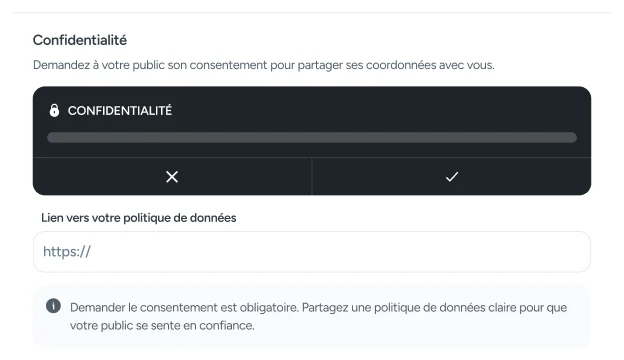 Confidentialité
Demandez à votre public son consentement pour partager ses coordonnées avec vous.
CONFIDENTIALITÉ
Lien vers votre politique de données
https://
Demander le consentement est obligatoire. Partagez une politique de données claire pour que
votre public se sente en confiance.